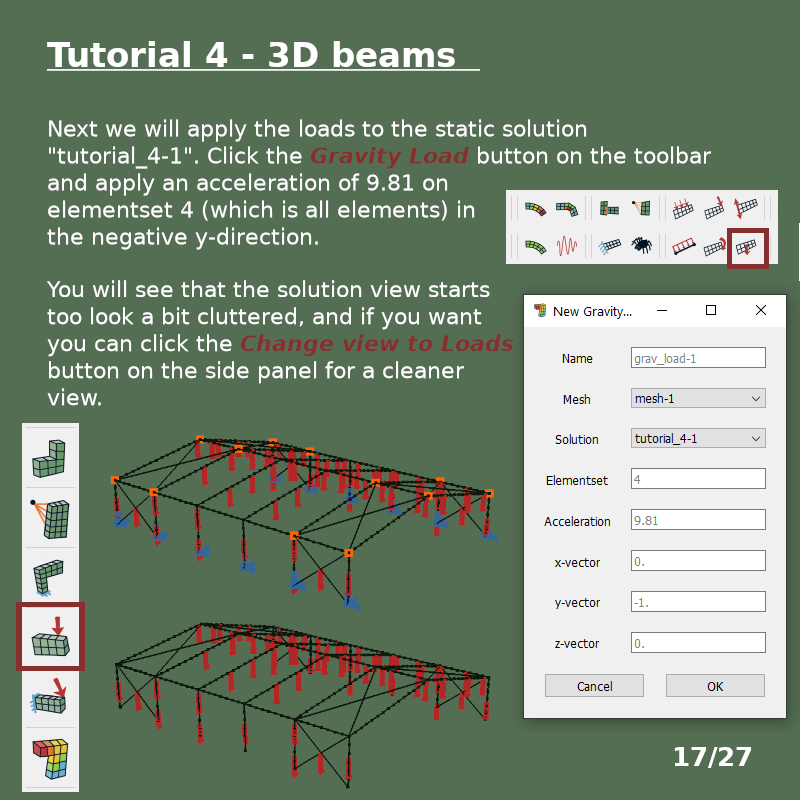 Tutorial 4 - 3D beams
Next we will apply the loads to the static solution
"tutorial_4-1". Click the Gravity Load button on the toolbar
and apply an acceleration of 9.81 on
elementset 4 (which is all elements) in
the negative y-direction.
You will see that the solution view starts
too look a bit cluttered, and if you want
you can click the Change view to Loads
button on the side panel for a cleaner
view.
New Gravity...
Name grav_load-1
Mesh mesh-1
Solution tutorial_4-1
Elementset 4
Acceleration 9.81
x-vector 0.
y-vector -1.
z-vector 0.
Cancel OK
17/27